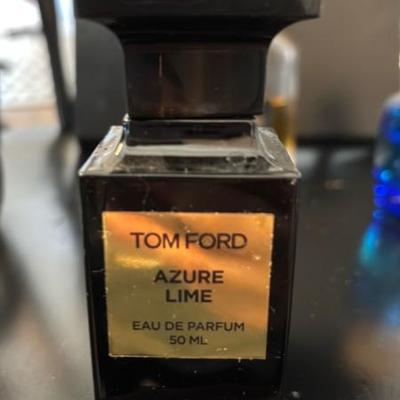 TOM FORD
AZURE
LIME
EAU DE PARFUM
50 ML